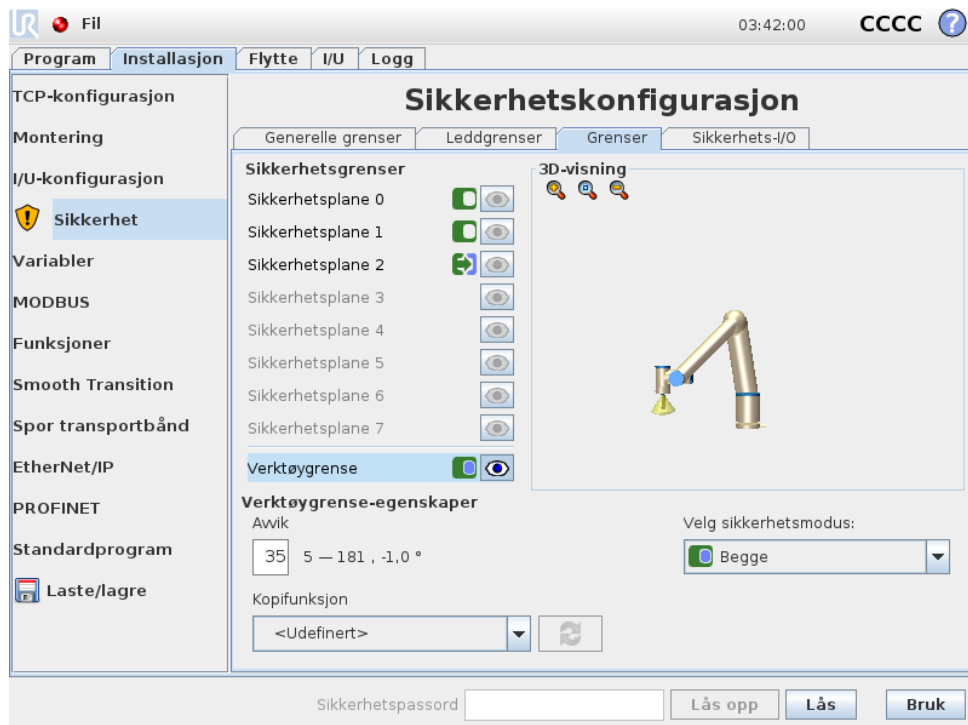 Fil
03:42:00
CCCC
?
Program Installasjon Flytte I/U Logg
TCP-konfigurasjon
Montering
I/U-konfigurasjon
Sikkerhet
Variabler
MODBUS
Funksjoner
Smooth Transition
Spor transportbånd
EtherNet/IP
PROFINET
Standardprogram
Laste/lagre
Sikkerhetskonfigurasjon
Generelle grenser Leddgrenser Grenser Sikkerhets-I/O
Sikkerhetsgrenser
Sikkerhetsplane 0
Sikkerhetsplane 1
Sikkerhetsplane 2
Sikkerhetsplane 3
Sikkerhetsplane 4
Sikkerhetsplane 5
Sikkerhetsplane 6
Sikkerhetsplane 7
Verktøygrense
3D-visning
Verktøygrense-egenskaper
Avvik
35 5 — 181 , -1,0 °
Velg sikkerhetsmodus:
Begge
Kopifunksjon
<Udefinert>
Sikkerhetspassord
Lås opp
Lås
Bruk